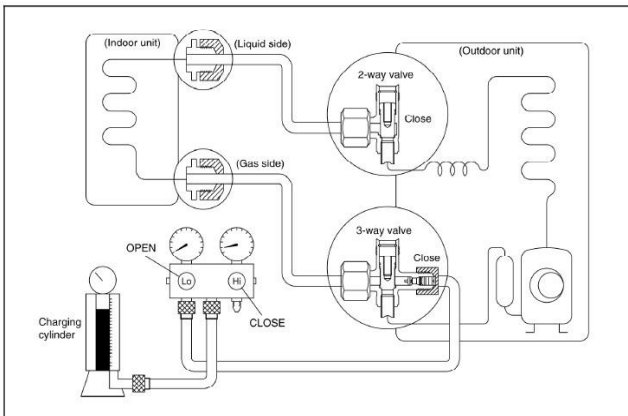 (Indoor unit)
(Liquid side)
(Outdoor unit)
2-way valve
Close
(Gas side)
3-way valve
Close
OPEN
Lo
Hi
CLOSE
Charging
cylinder